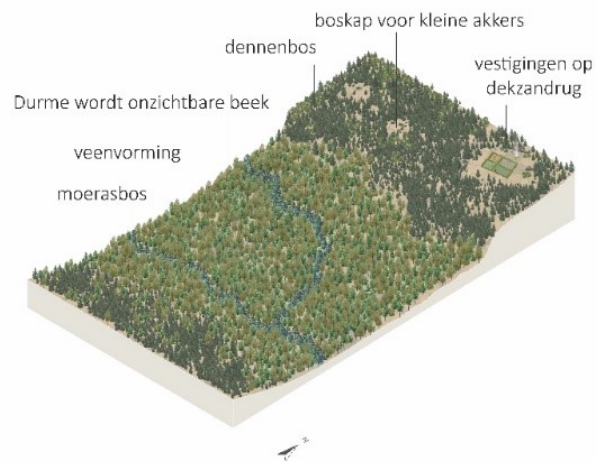 boskap voor kleine akkers
dennenbos
vestigingen op
dekzandrug
Durme wordt onzichtbare beek
veenvorming
moerasbos